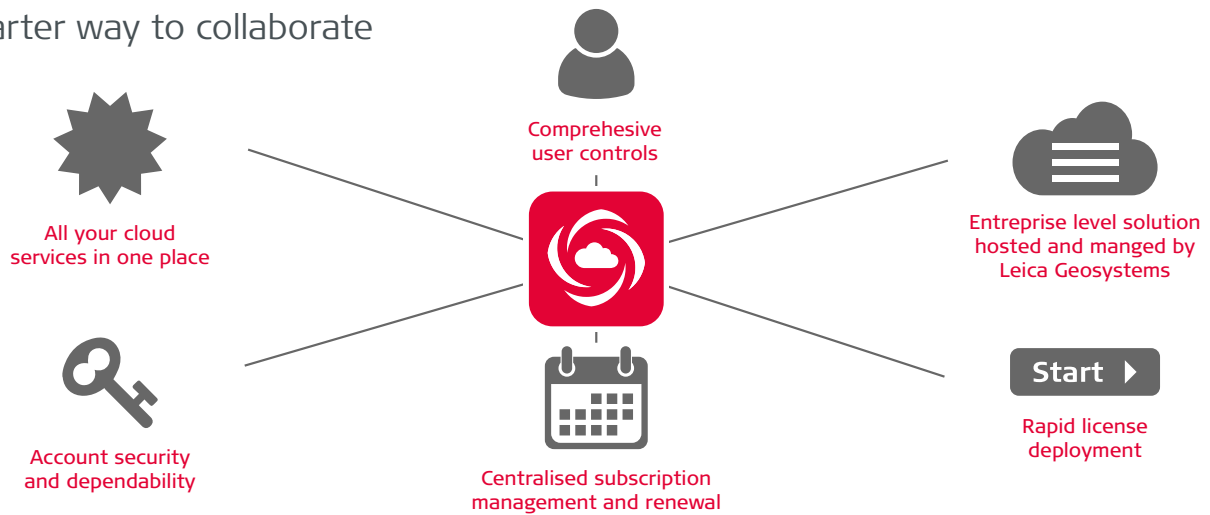 arter way to collaborate
Comprehesive
user controls
All your cloud
services in one place
Entreprise level solution
hosted and manged by
Leica Geosystems
Account security
and dependability
Centralised subscription
management and renewal
Start
Rapid license
deployment